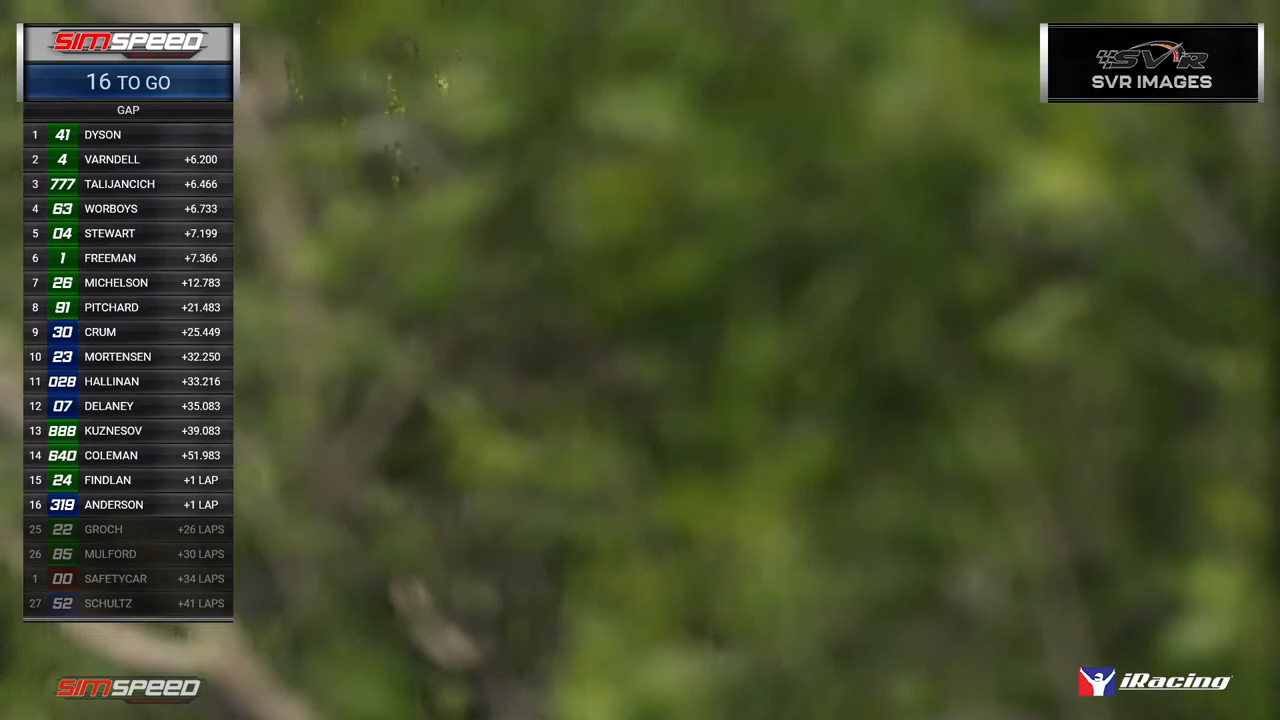 SIMSPEED
16 TO GO
GAP
1 41 DYSON
2 4 VARNDELL +6.200
3 777 TALIJANCICH +6.466
4 63 WORBOYS +6.733
5 04 STEWART +7.199
6 1 FREEMAN +7.366
7 26 MICHELSON +12.783
8 91 PITCHARD +21.483
9 30 CRUM +25.449
10 23 MORTENSEN +32.250
11 028 HALLINAN +33.216
12 07 DELANEY +35.083
13 888 KUZNESOV +39.083
14 640 COLEMAN +51.983
15 24 FINDLAN +1 LAP
16 319 ANDERSON +1 LAP
25 22 GROCH +26 LAPS
26 85 MULFORD +30 LAPS
1 00 SAFETYCAR +34 LAPS
27 52 SCHULTZ +41 LAPS
SVR
SVR IMAGES
SIMSPEED
iRacing